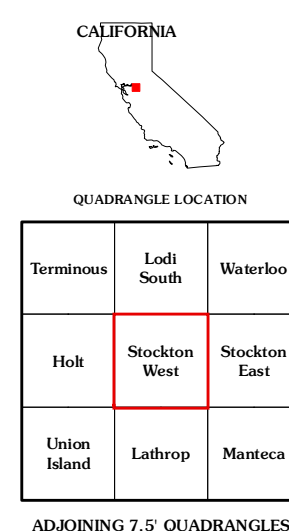 CALIFORNIA
QUADRANGLE LOCATION
Terminous
Lodi
South
Waterloo
Holt
Stockton
West
Stockton
East
Union
Island
Lathrop
Manteca
ADJOINING 7.5' QUADRANGLES